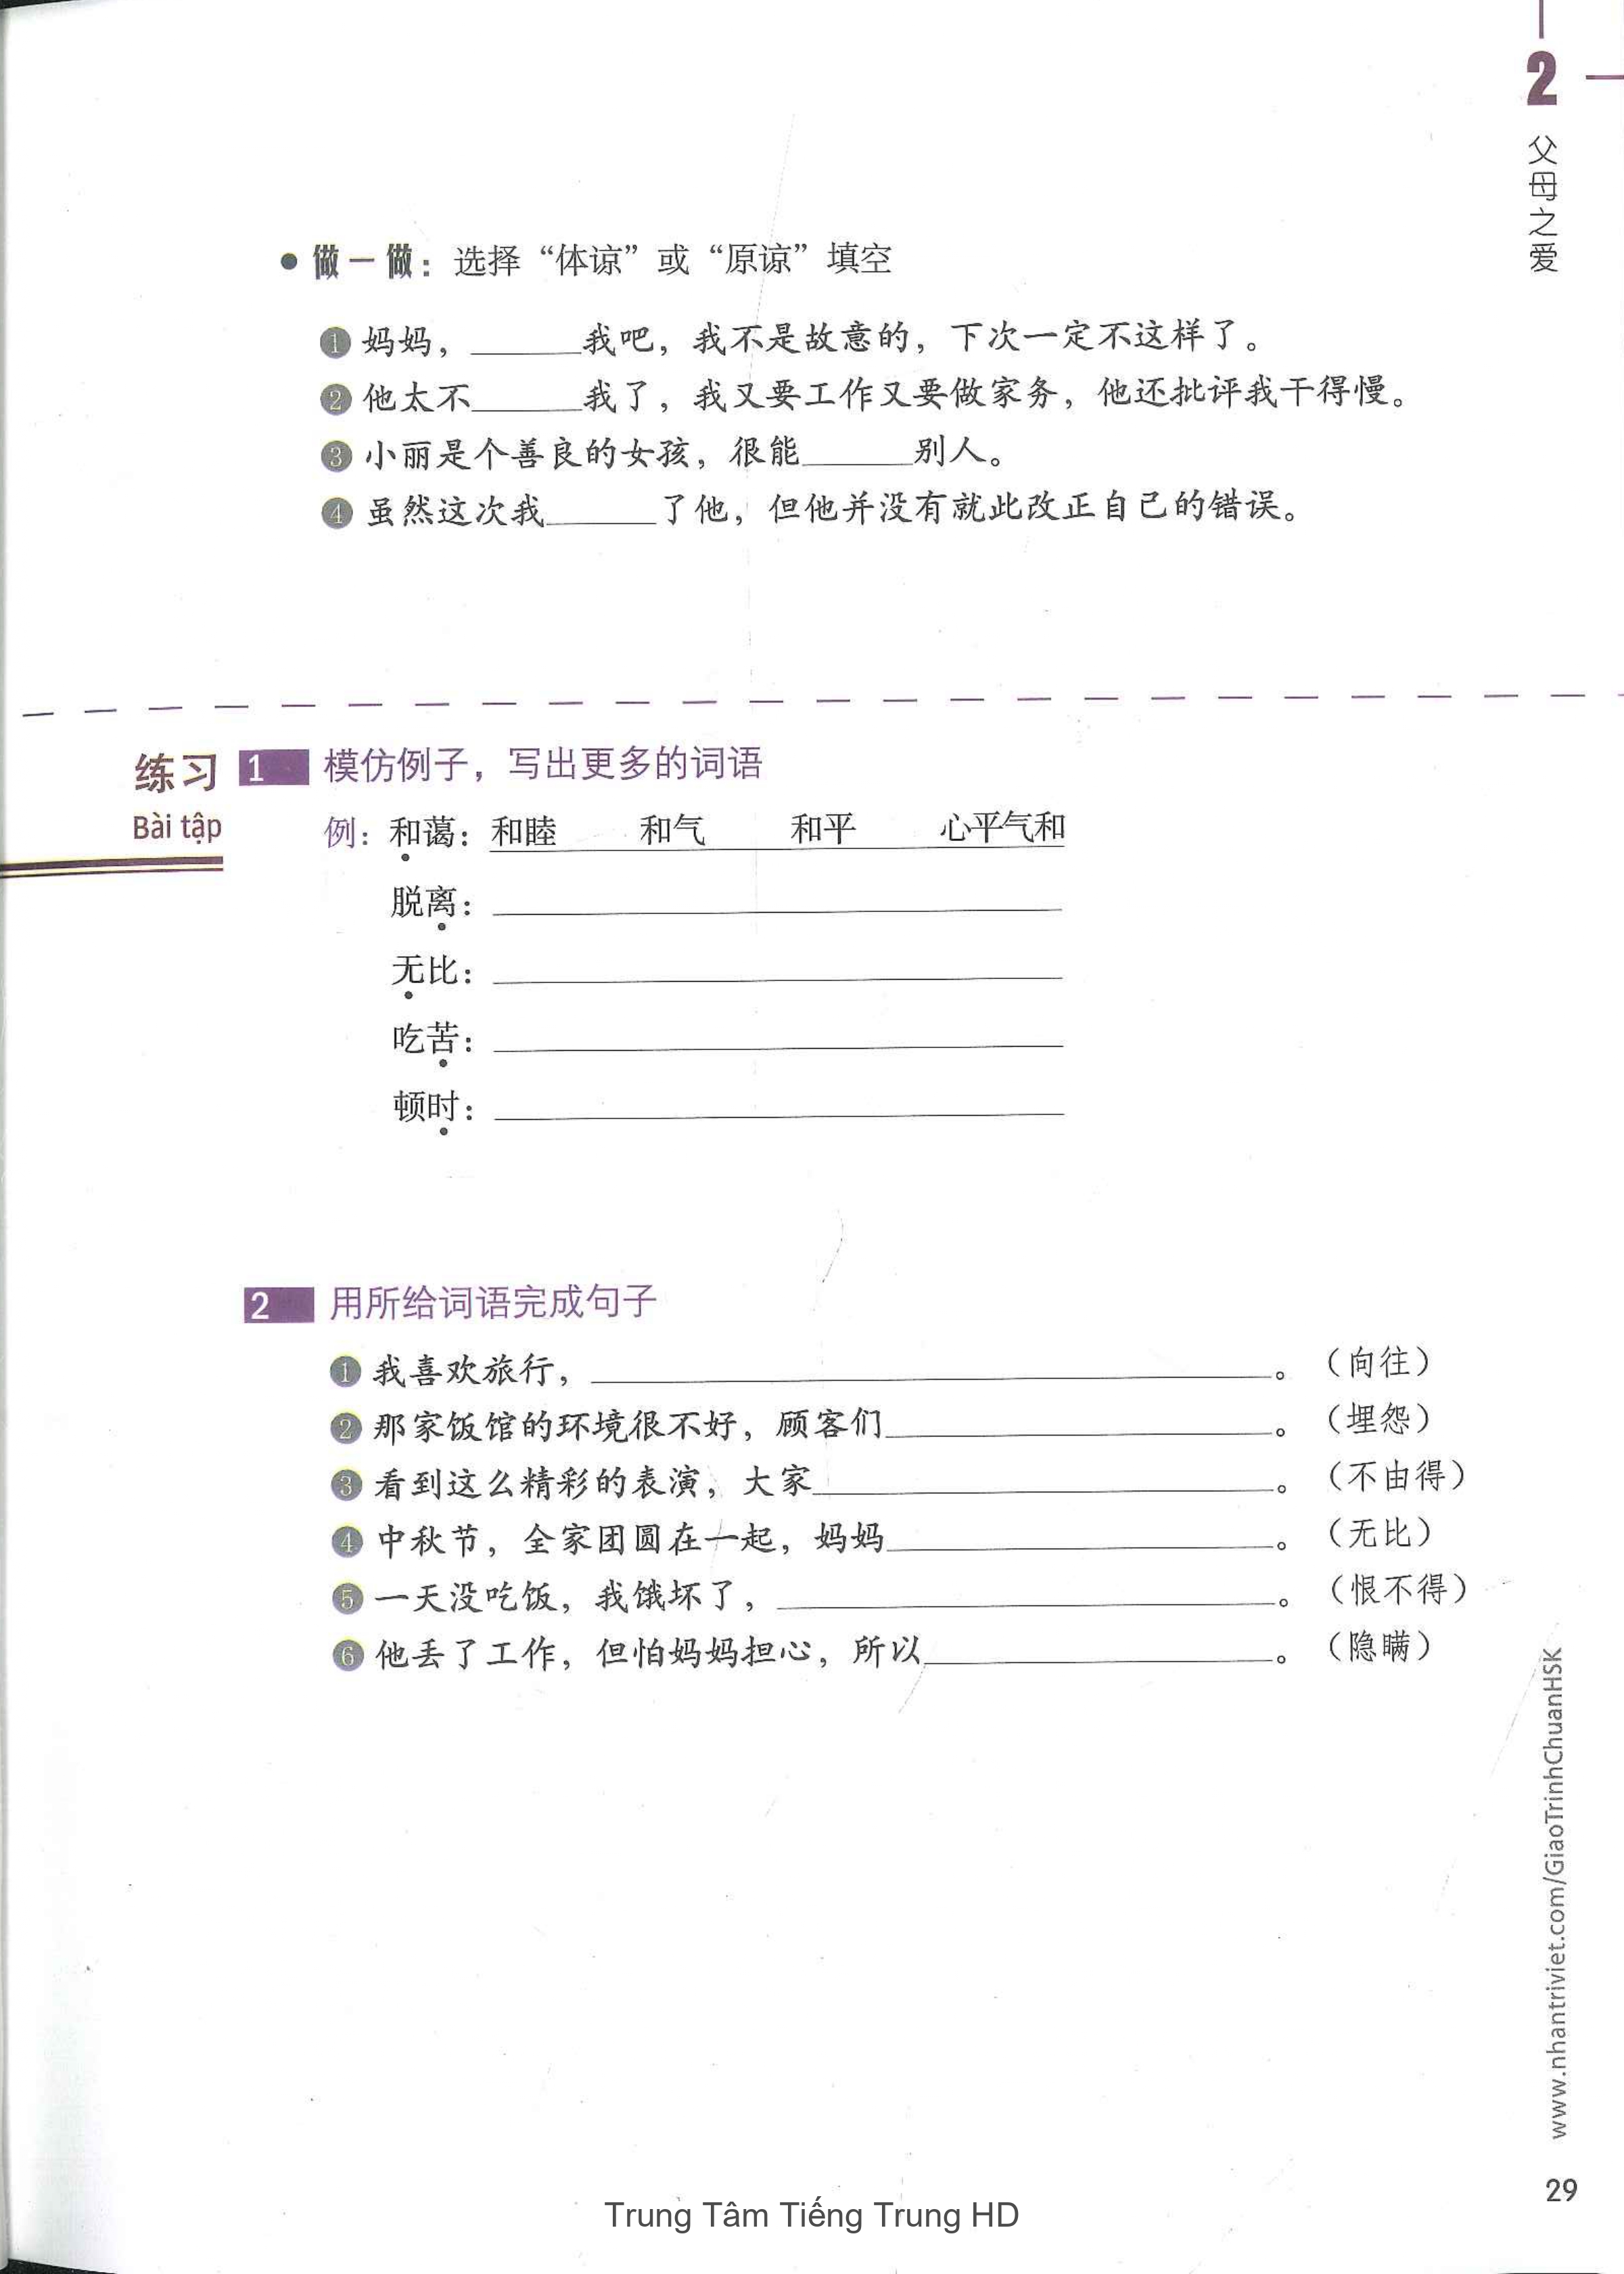 2
父母之爱
● 做一做：选择“体谅”或“原谅”填空
1 妈妈，______我吧，我不是故意的，下次一定不这样了。
2 他太不______我了，我又要工作又要做家务，他还批评我干得慢。
3 小丽是个善良的女孩，很能______别人。
4 虽然这次我______了他，但他并没有就此改正自己的错误。
练习
Bài tập
1 模仿例子，写出更多的词语
例：和蔼：和睦 和气 和平 心平气和
脱离：______
无比：______
吃苦：______
顿时：______
2 用所给词语完成句子
1 我喜欢旅行，______。（向往）
2 那家饭馆的环境很不好，顾客们______。（埋怨）
3 看到这么精彩的表演，大家______。（不由得）
4 中秋节，全家团圆在一起，妈妈______。（无比）
5 一天没吃饭，我饿坏了，______。（恨不得）
6 他丢了工作，但怕妈妈担心，所以______。（隐瞒）
www.nhantriviet.com/GiaoTrinhChuanHSK
29
Trung Tâm Tiếng Trung HD